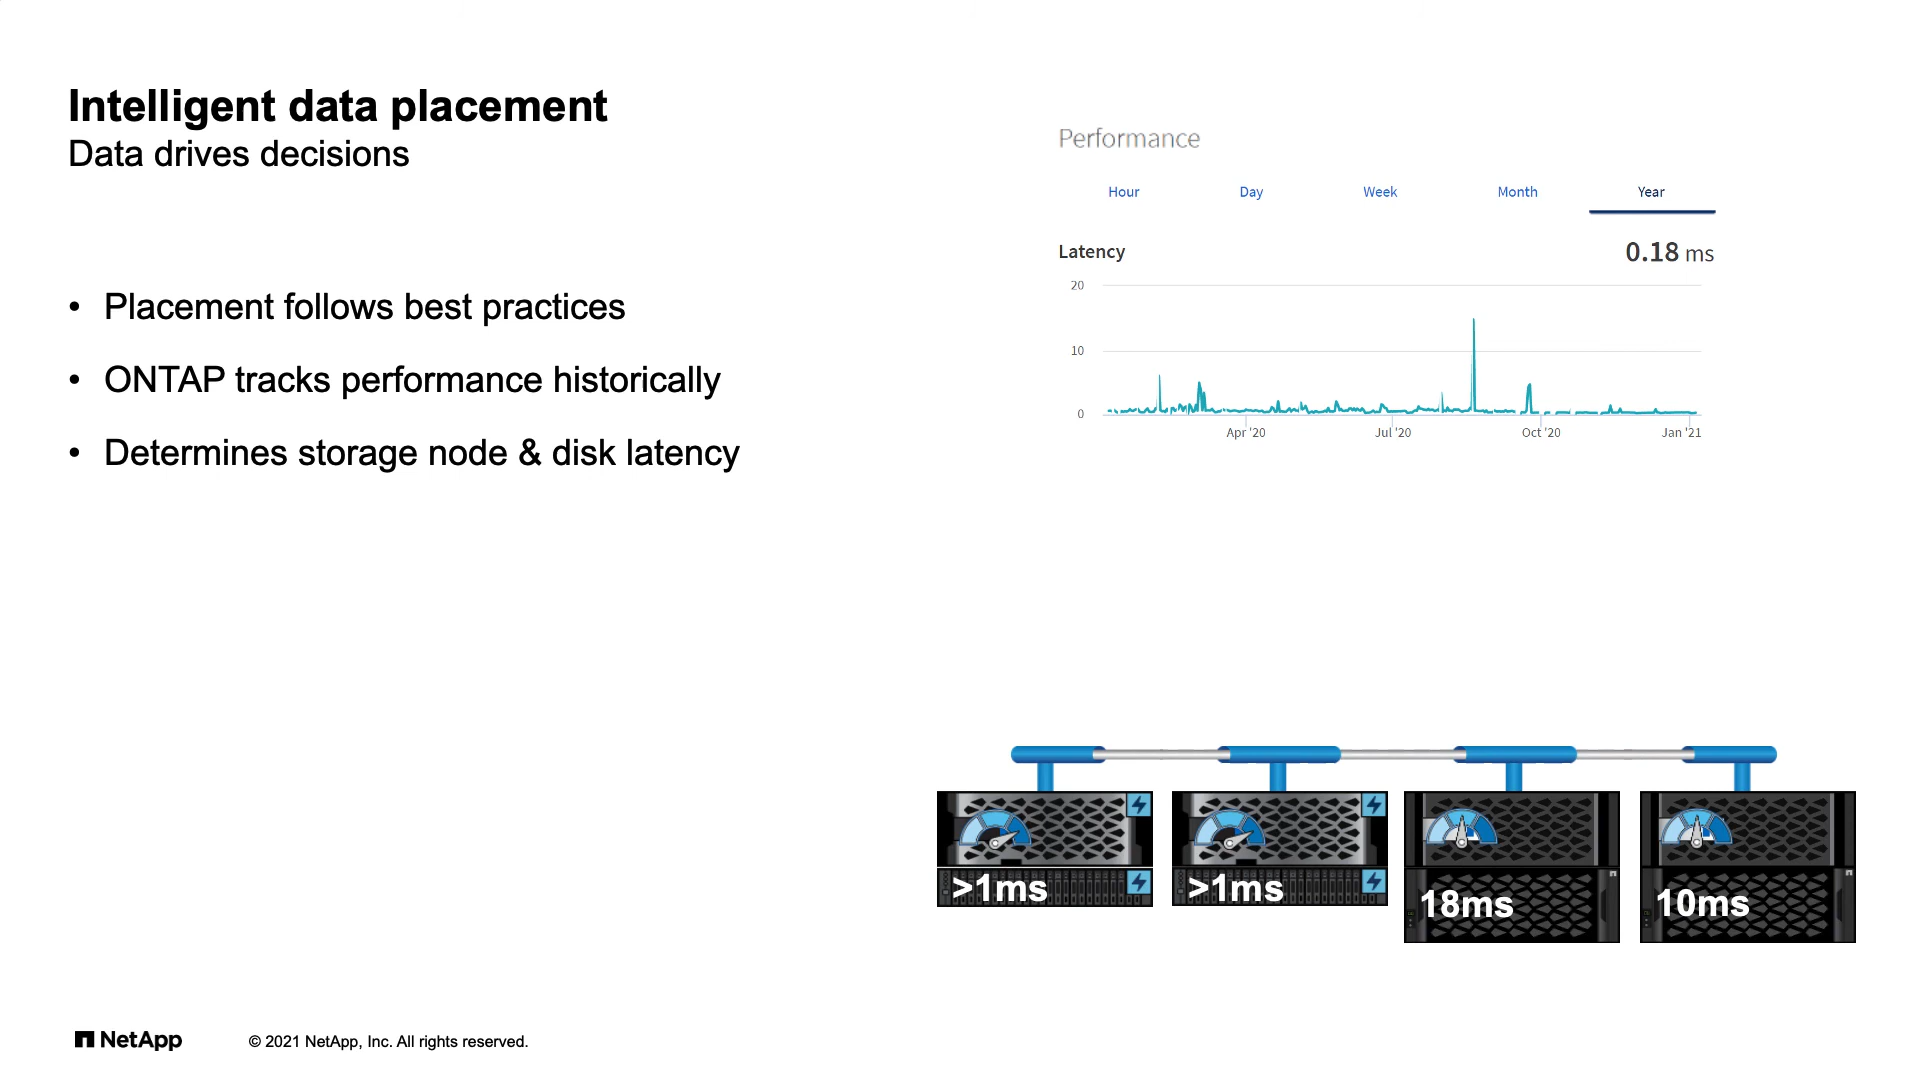 Intelligent data placement
Data drives decisions
• Placement follows best practices
• ONTAP tracks performance historically
• Determines storage node & disk latency
Performance
Hour Day Week Month Year
Latency 0.18 ms
20
10
0
Apr '20 Jul '20 Oct '20 Jan '21
>1ms >1ms 18ms 10ms
NetApp © 2021 NetApp, Inc. All rights reserved.